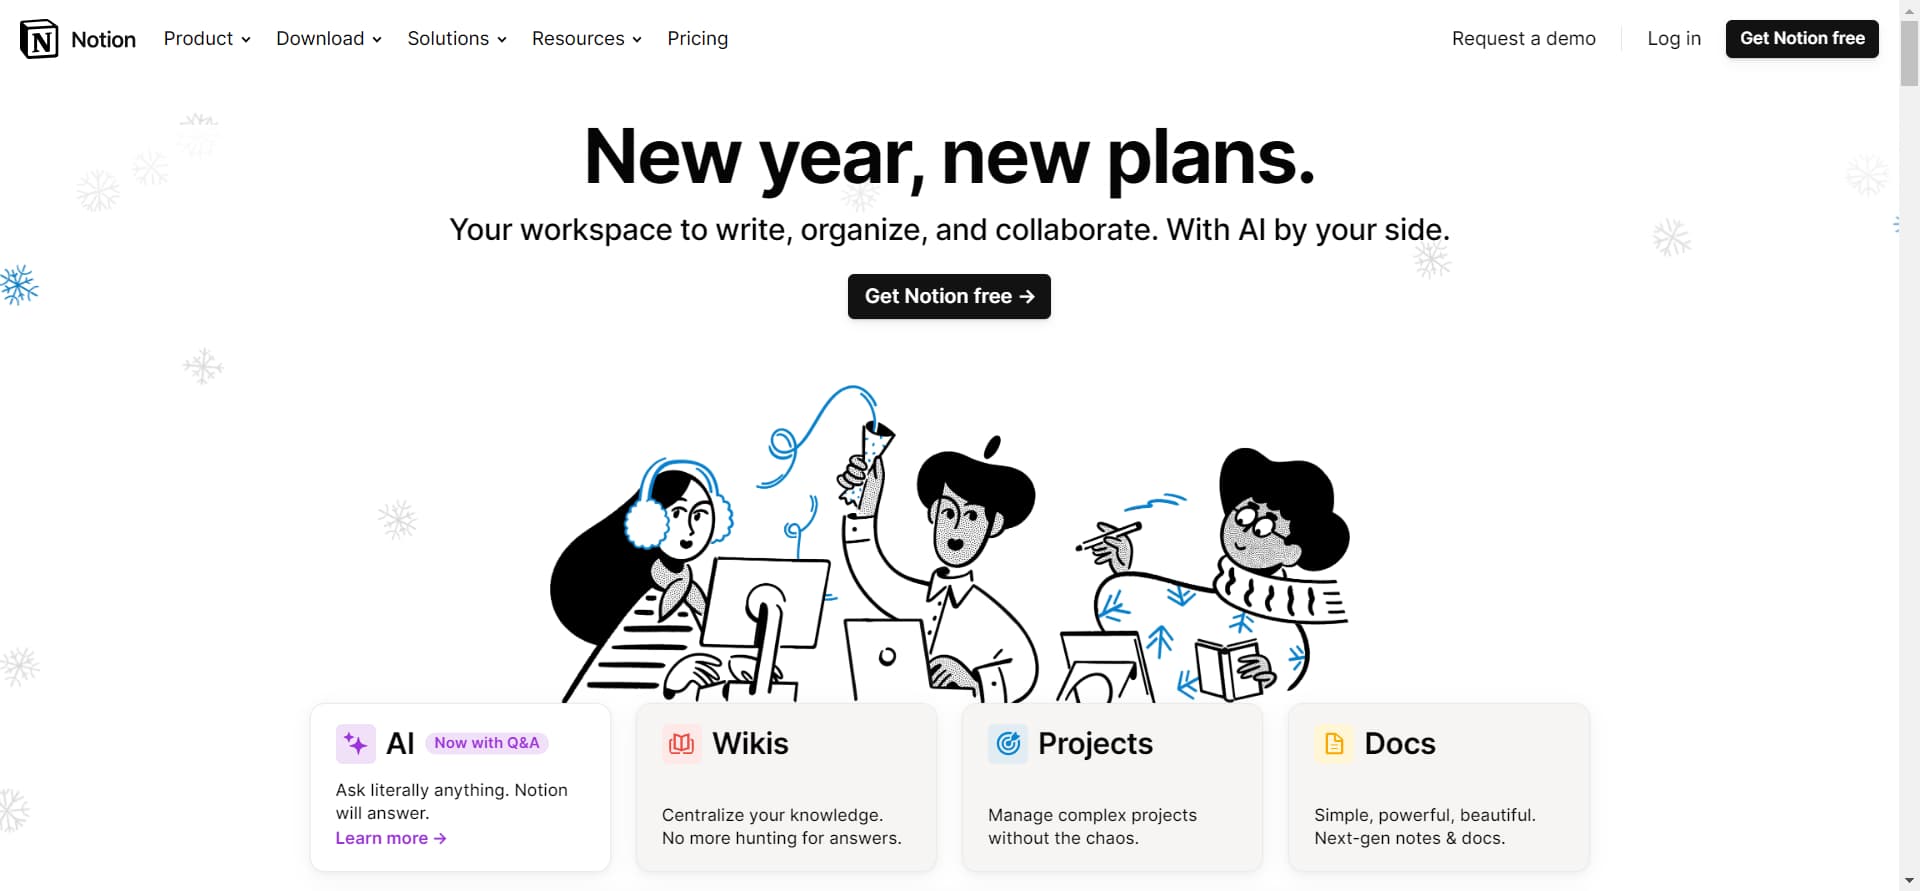 Notion
Product
Download
Solutions
Resources
Pricing
Request a demo
Log in
Get Notion free
New year, new plans.
Your workspace to write, organize, and collaborate. With AI by your side.
Get Notion free →
AI
Now with Q&A
Ask literally anything. Notion
will answer.
Learn more →
Wikis
Centralize your knowledge.
No more hunting for answers.
Projects
Manage complex projects
without the chaos.
Docs
Simple, powerful, beautiful.
Next-gen notes & docs.